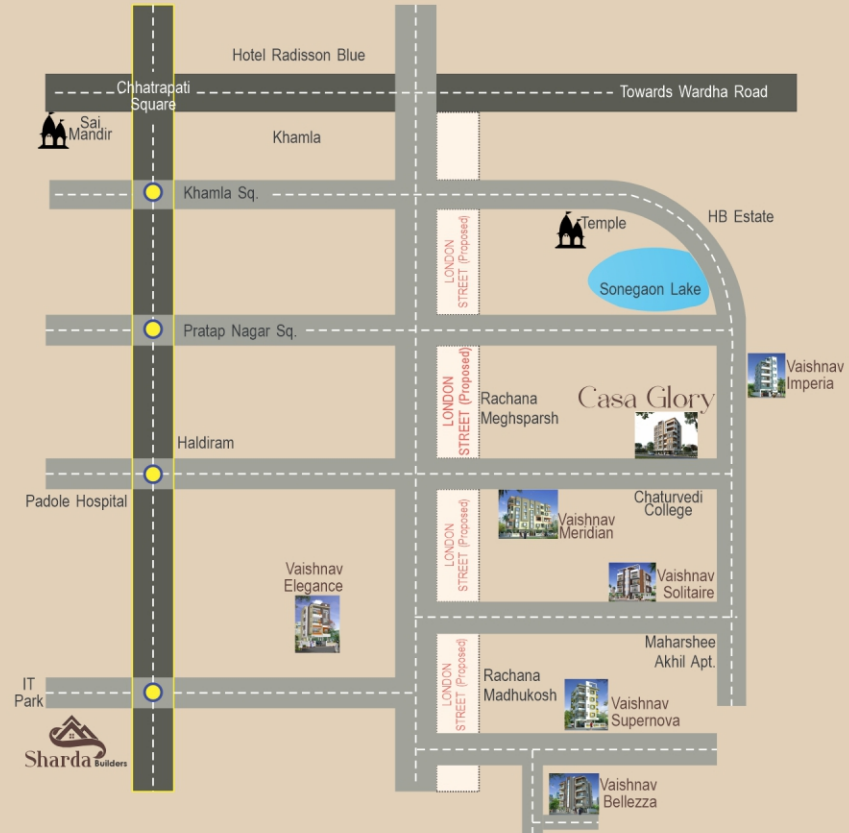 Hotel Radisson Blue
Chhatrapati
Square
Towards Wardha Road
Sai
Mandir
Khamla
Khamla Sq.
Temple
HB Estate
LONDON
STREET (Proposed)
Sonegaon Lake
Pratap Nagar Sq.
LONDON
STREET (Proposed)
Rachana
Meghsparsh
Casa Glory
Vaishnav
Imperia
Haldiram
Padole Hospital
LONDON
STREET (Proposed)
Vaishnav
Meridian
Chaturvedi
College
Vaishnav
Elegance
Vaishnav
Solitaire
Maharshee
Akhil Apt.
IT
Park
LONDON
STREET (Proposed)
Rachana
Madhukosh
Vaishnav
Supernova
Sharda Builders
Vaishnav
Bellezza